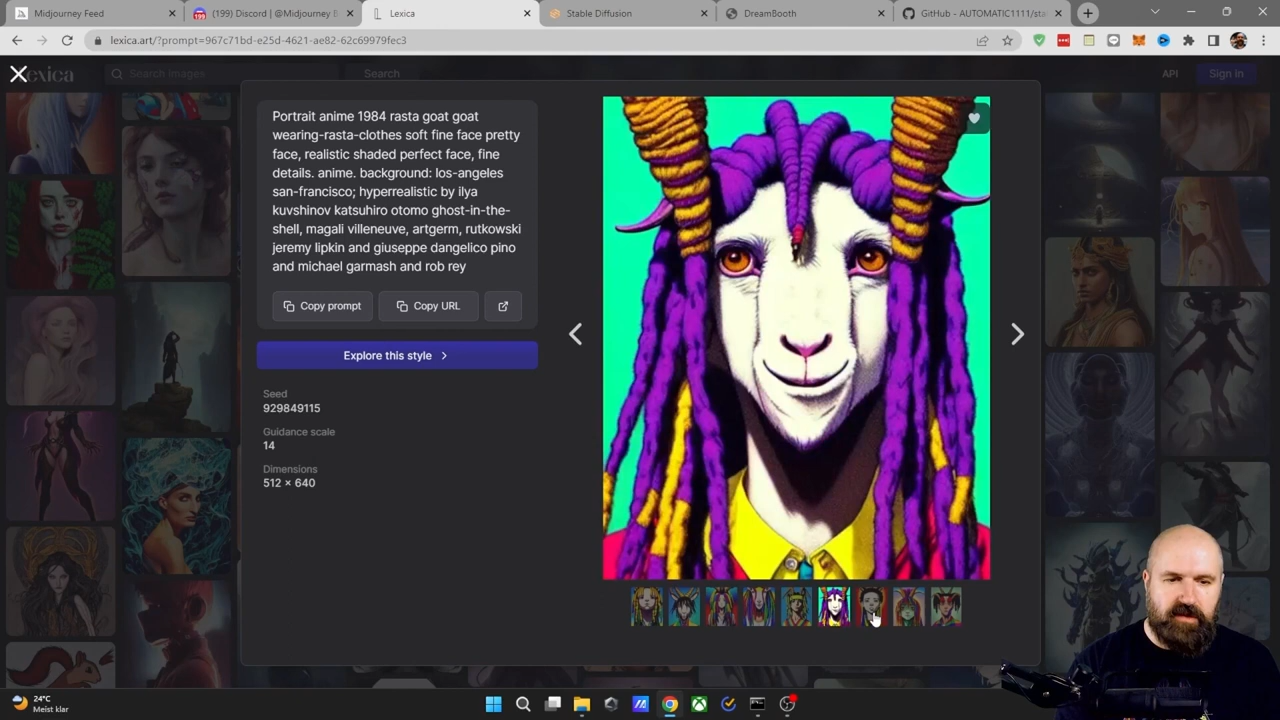 Midjourney Feed
(199) Discord | @Midjourney B
Lexica
Stable Diffusion
DreamBooth
GitHub - AUTOMATIC1111/sta
lexica.art/?prompt=967c71bd-e25d-4621-ae82-62c69979fec3
exica
Search images
Search
API
Sign In
Portrait anime 1984 rasta goat goat
wearing-rasta-clothes soft fine face pretty
face, realistic shaded perfect face, fine
details. anime. background: los-angeles
san-francisco; hyperrealistic by ilya
kuvshinov katsuhiro otomo ghost-in-the-
shell, magali villeneuve, artgerm, rutkowski
jeremy lipkin and giuseppe dangelico pino
and michael garmash and rob rey
Copy prompt
Copy URL
Explore this style
Seed
929849115
Guidance scale
14
Dimensions
512 × 640
24°C
Meist klar